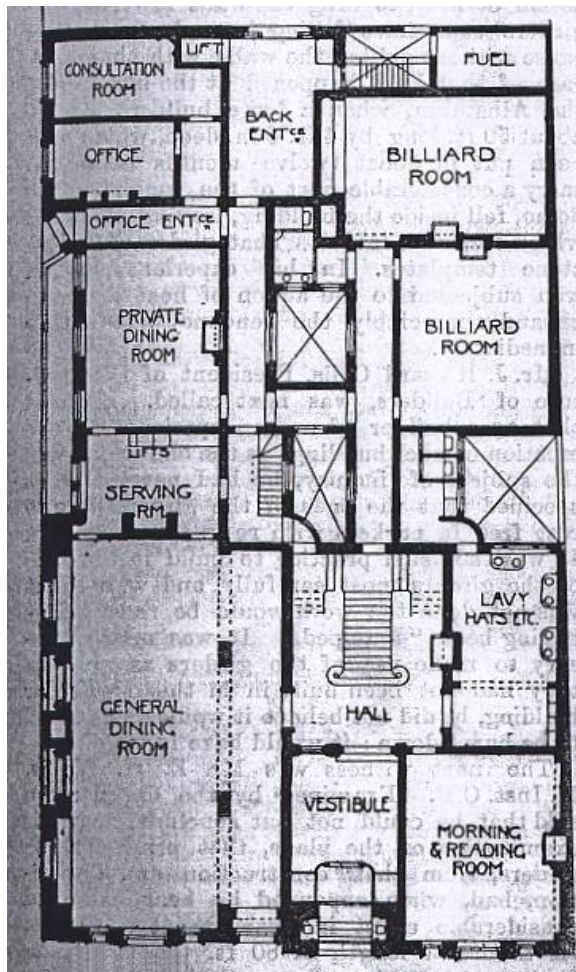 LIFT
CONSULTATION
ROOM
FUEL
BACK
ENTCE
OFFICE
BILLIARD
ROOM
OFFICE ENTCE
PRIVATE
DINING
ROOM
BILLIARD
ROOM
LIFTS
SERVING
RM
LAVY
HATS ETC.
GENERAL
DINING
ROOM
HALL
VESTIBULE
MORNING
& READING
ROOM